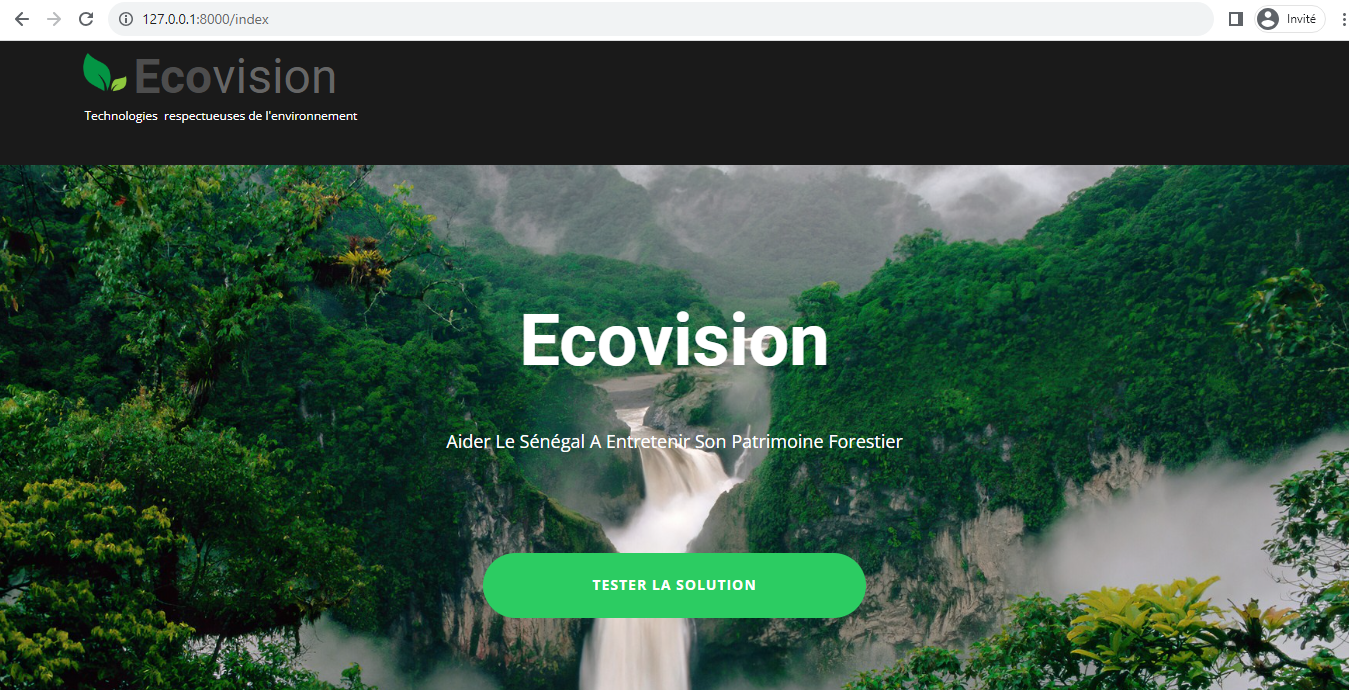 127.0.0.1:8000/index
Invité
Ecovision
Technologies respectueuses de l'environnement
Ecovision
Aider Le Sénégal A Entretenir Son Patrimoine Forestier
TESTER LA SOLUTION